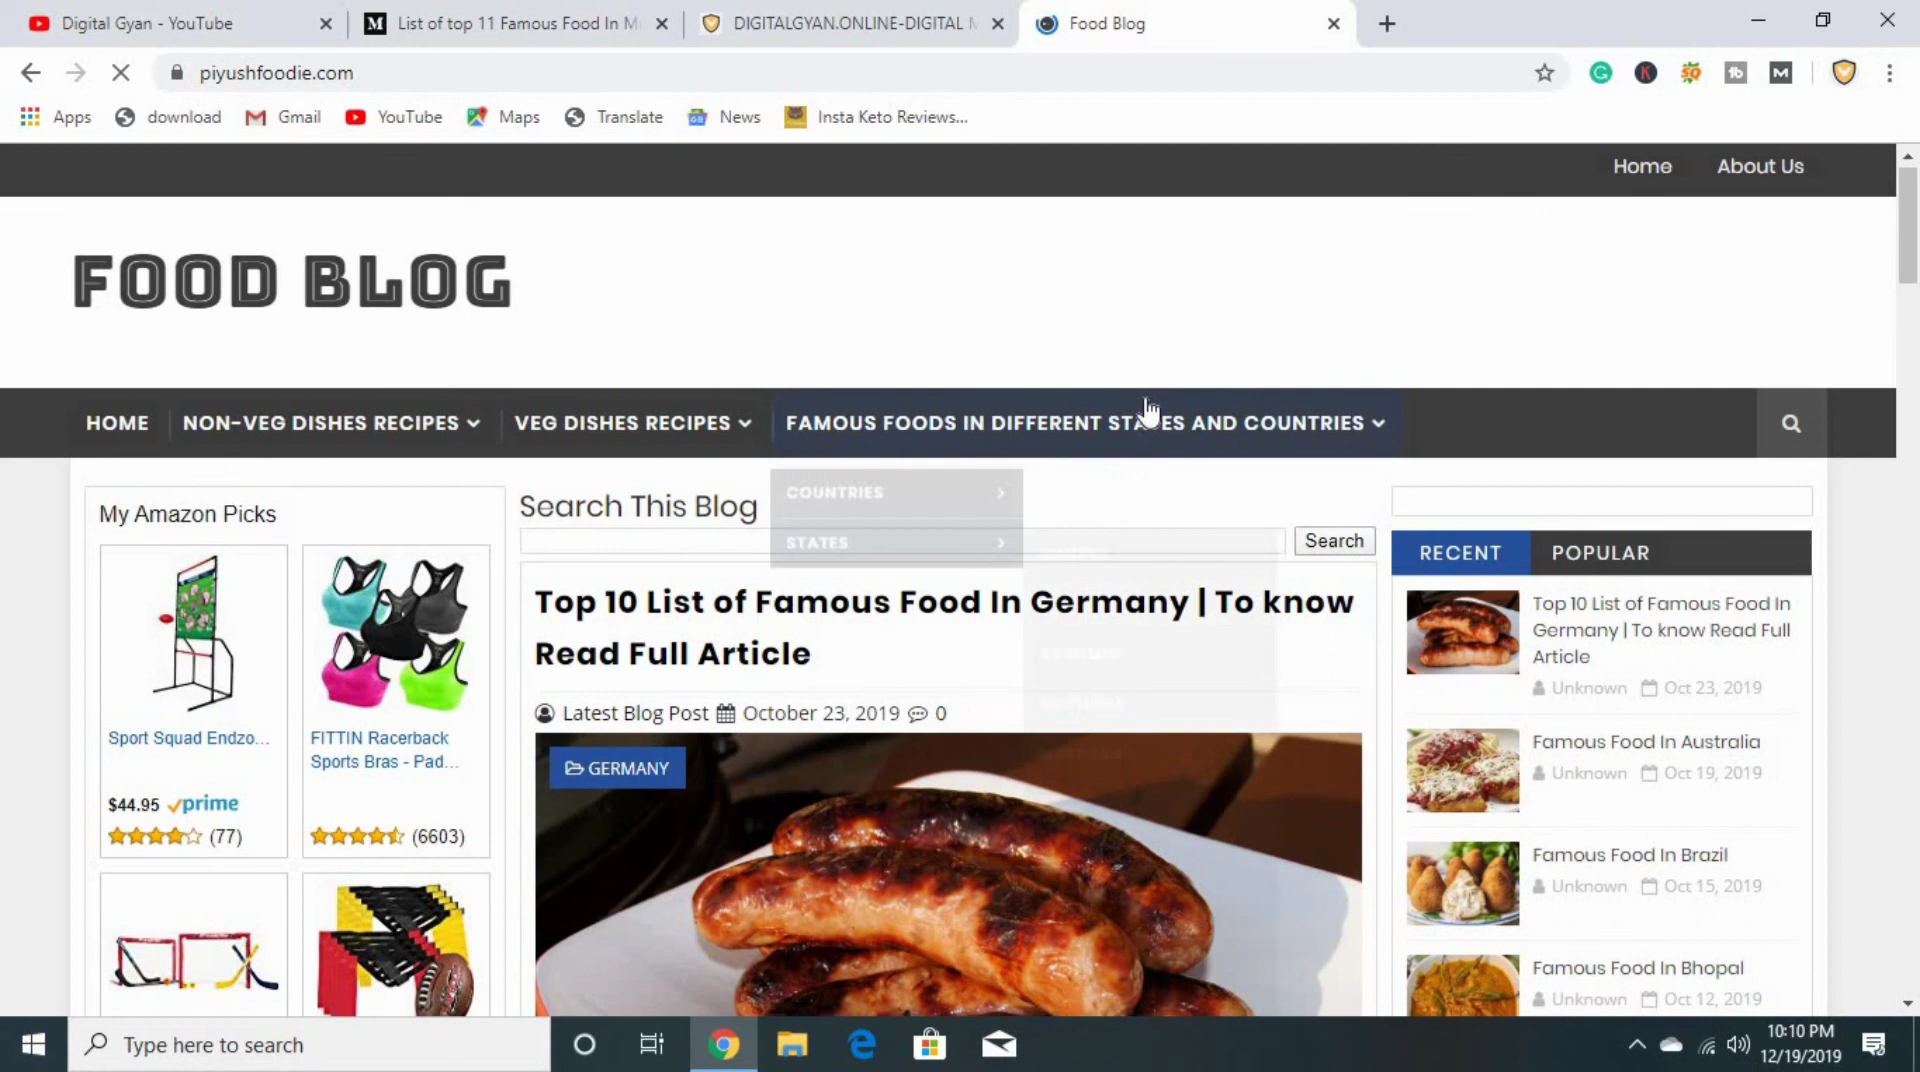 Digital Gyan - YouTube
List of top 11 Famous Food In M
DIGITALGYAN.ONLINE-DIGITAL M
Food Blog
piyushfoodie.com
Apps
download
Gmail
YouTube
Maps
Translate
News
Insta Keto Reviews...
Home
About Us
FOOD BLOG
HOME
NON-VEG DISHES RECIPES
VEG DISHES RECIPES
FAMOUS FOODS IN DIFFERENT STATES AND COUNTRIES
COUNTRIES
STATES
My Amazon Picks
Sport Squad Endzo...
$44.95 prime
(77)
FITTIN Racerback
Sports Bras - Pad...
(6603)
Search This Blog
Search
Top 10 List of Famous Food In Germany | To know
Read Full Article
Latest Blog Post October 23, 2019 0
GERMANY
RECENT
POPULAR
Top 10 List of Famous Food In
Germany | To know Read Full
Article
Unknown Oct 23, 2019
Famous Food In Australia
Unknown Oct 19, 2019
Famous Food In Brazil
Unknown Oct 15, 2019
Famous Food In Bhopal
Unknown Oct 12, 2019
Type here to search
10:10 PM
12/19/2019